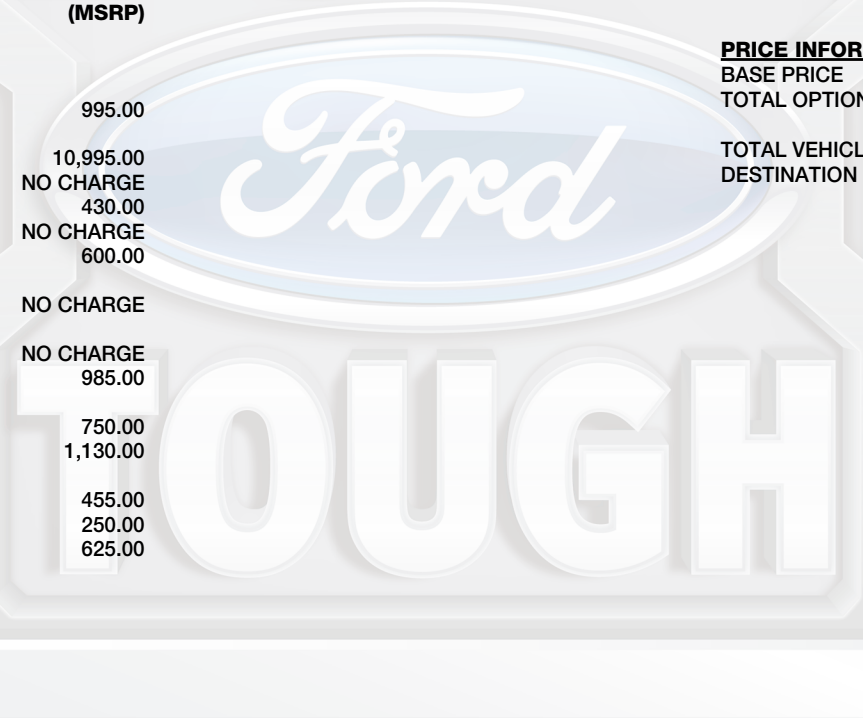 (MSRP)
995.00
10,995.00
NO CHARGE
430.00
NO CHARGE
600.00
NO CHARGE
NO CHARGE
985.00
750.00
1,130.00
455.00
250.00
625.00
PRICE INFOR
BASE PRICE
TOTAL OPTION
TOTAL VEHICL
DESTINATION
Ford
TOUGH